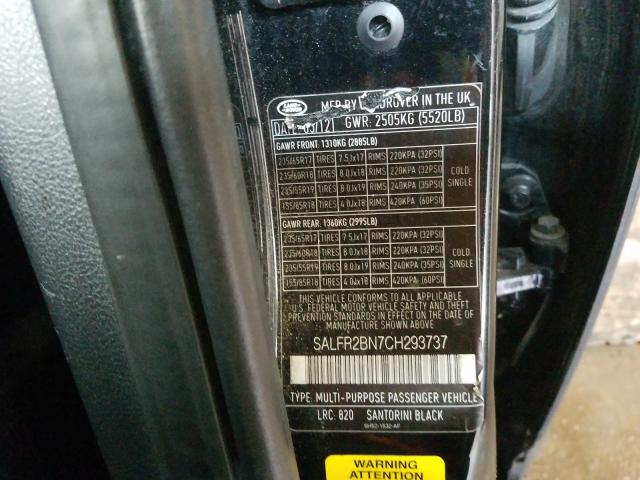 LAND ROVER
MFD BY ROVER IN THE UK
DATE 03/12 GWR: 2505KG (5520LB)
GAWR FRONT: 1310KG (2885LB)
235/65R17 TIRES 7.5Jx17 RIMS 220KPA (32PSI)
235/60R18 TIRES 8.0Jx18 RIMS 220KPA (32PSI)
235/55R19 TIRES 8.0Jx19 RIMS 240KPA (35PSI)
155/85R18 TIRES 4.0Jx18 RIMS 420KPA (60PSI)
COLD
SINGLE
GAWR REAR: 1360KG (2995LB)
235/65R17 TIRES 7.5Jx17 RIMS 220KPA (32PSI)
235/60R18 TIRES 8.0Jx18 RIMS 220KPA (32PSI)
235/55R19 TIRES 8.0Jx19 RIMS 240KPA (35PSI)
155/85R18 TIRES 4.0Jx18 RIMS 420KPA (60PSI)
COLD
SINGLE
THIS VEHICLE CONFORMS TO ALL APPLICABLE
U.S. FEDERAL MOTOR VEHICLE SAFETY AND THEFT
PREVENTION STANDARDS IN EFFECT ON THE DATE OF
MANUFACTURE SHOWN ABOVE
SALFR2BN7CH293737
TYPE: MULTI-PURPOSE PASSENGER VEHICLE
LRC: 820 SANTORINI BLACK
WARNING
ATTENTION